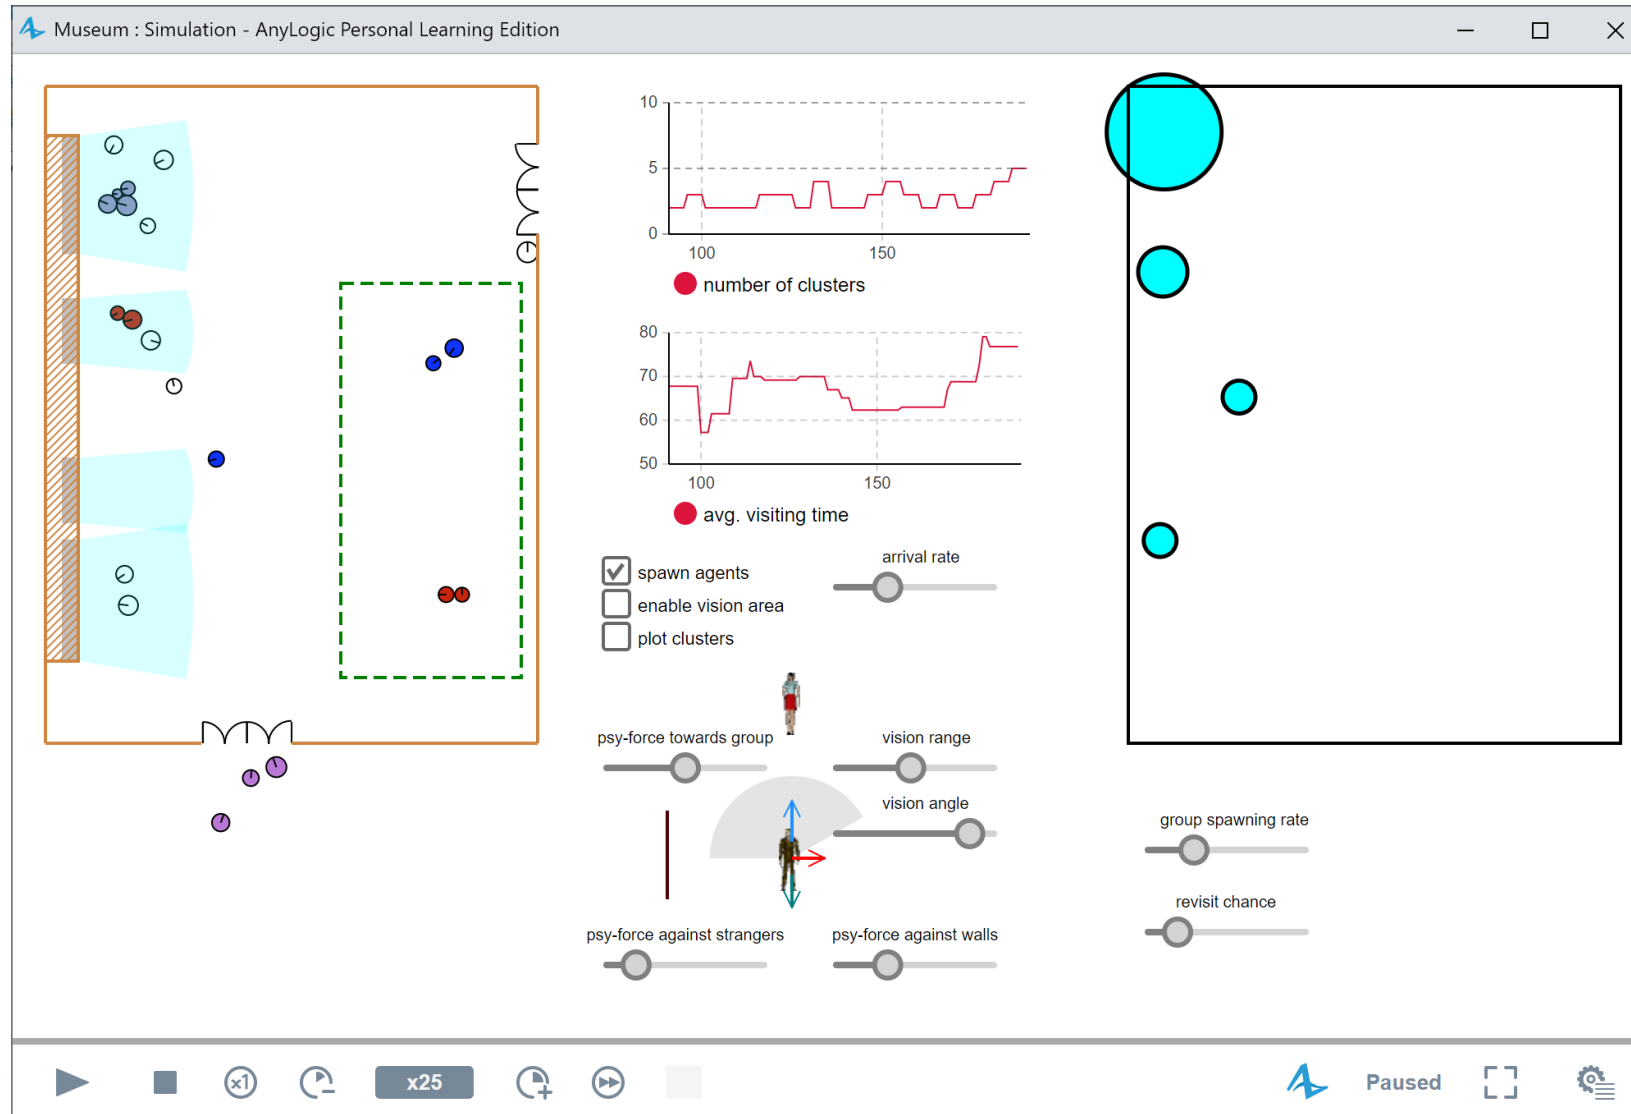 Museum : Simulation - AnyLogic Personal Learning Edition
10
5
0
100 150
number of clusters
80
70
60
50
100 150
avg. visiting time
spawn agents
enable vision area
plot clusters
arrival rate
psy-force towards group
vision range
vision angle
psy-force against strangers
psy-force against walls
group spawning rate
revisit chance
x1
x25
Paused